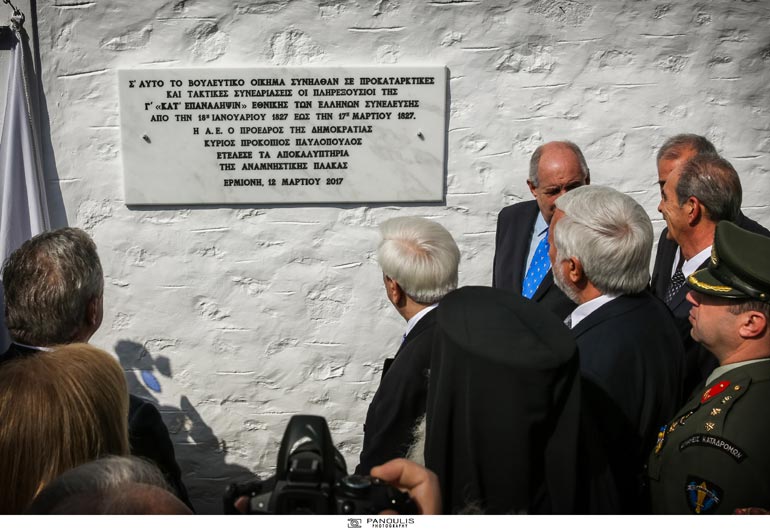 Σ' ΑΥΤΟ ΤΟ ΒΟΥΛΕΥΤΙΚΟ ΟΙΚΗΜΑ ΣΥΝΗΛΘΑΝ ΣΕ ΠΡΟΚΑΤΑΡΚΤΙΚΕΣ
ΚΑΙ ΤΑΚΤΙΚΕΣ ΣΥΝΕΔΡΙΑΣΕΙΣ ΟΙ ΠΛΗΡΕΞΟΥΣΙΟΙ ΤΗΣ
Γ' «ΚΑΤ' ΕΠΑΝΑΛΗΨΙΝ» ΕΘΝΙΚΗΣ ΤΩΝ ΕΛΛΗΝΩΝ ΣΥΝΕΛΕΥΣΗΣ
ΑΠΟ ΤΗΝ 18η ΙΑΝΟΥΑΡΙΟΥ 1827 ΕΩΣ ΤΗΝ 17η ΜΑΡΤΙΟΥ 1827.
Η Α.Ε. Ο ΠΡΟΕΔΡΟΣ ΤΗΣ ΔΗΜΟΚΡΑΤΙΑΣ
ΚΥΡΙΟΣ ΠΡΟΚΟΠΙΟΣ ΠΑΥΛΟΠΟΥΛΟΣ
ΕΤΕΛΕΣΕ ΤΑ ΑΠΟΚΑΛΥΠΤΗΡΙΑ
ΤΗΣ ΑΝΑΜΝΗΣΤΙΚΗΣ ΠΛΑΚΑΣ
ΕΡΜΙΟΝΗ, 12 ΜΑΡΤΙΟΥ 2017
ΚΑΤΑΔΡΟΜΩΝ
PANOULIS
PHOTOGRAPHY